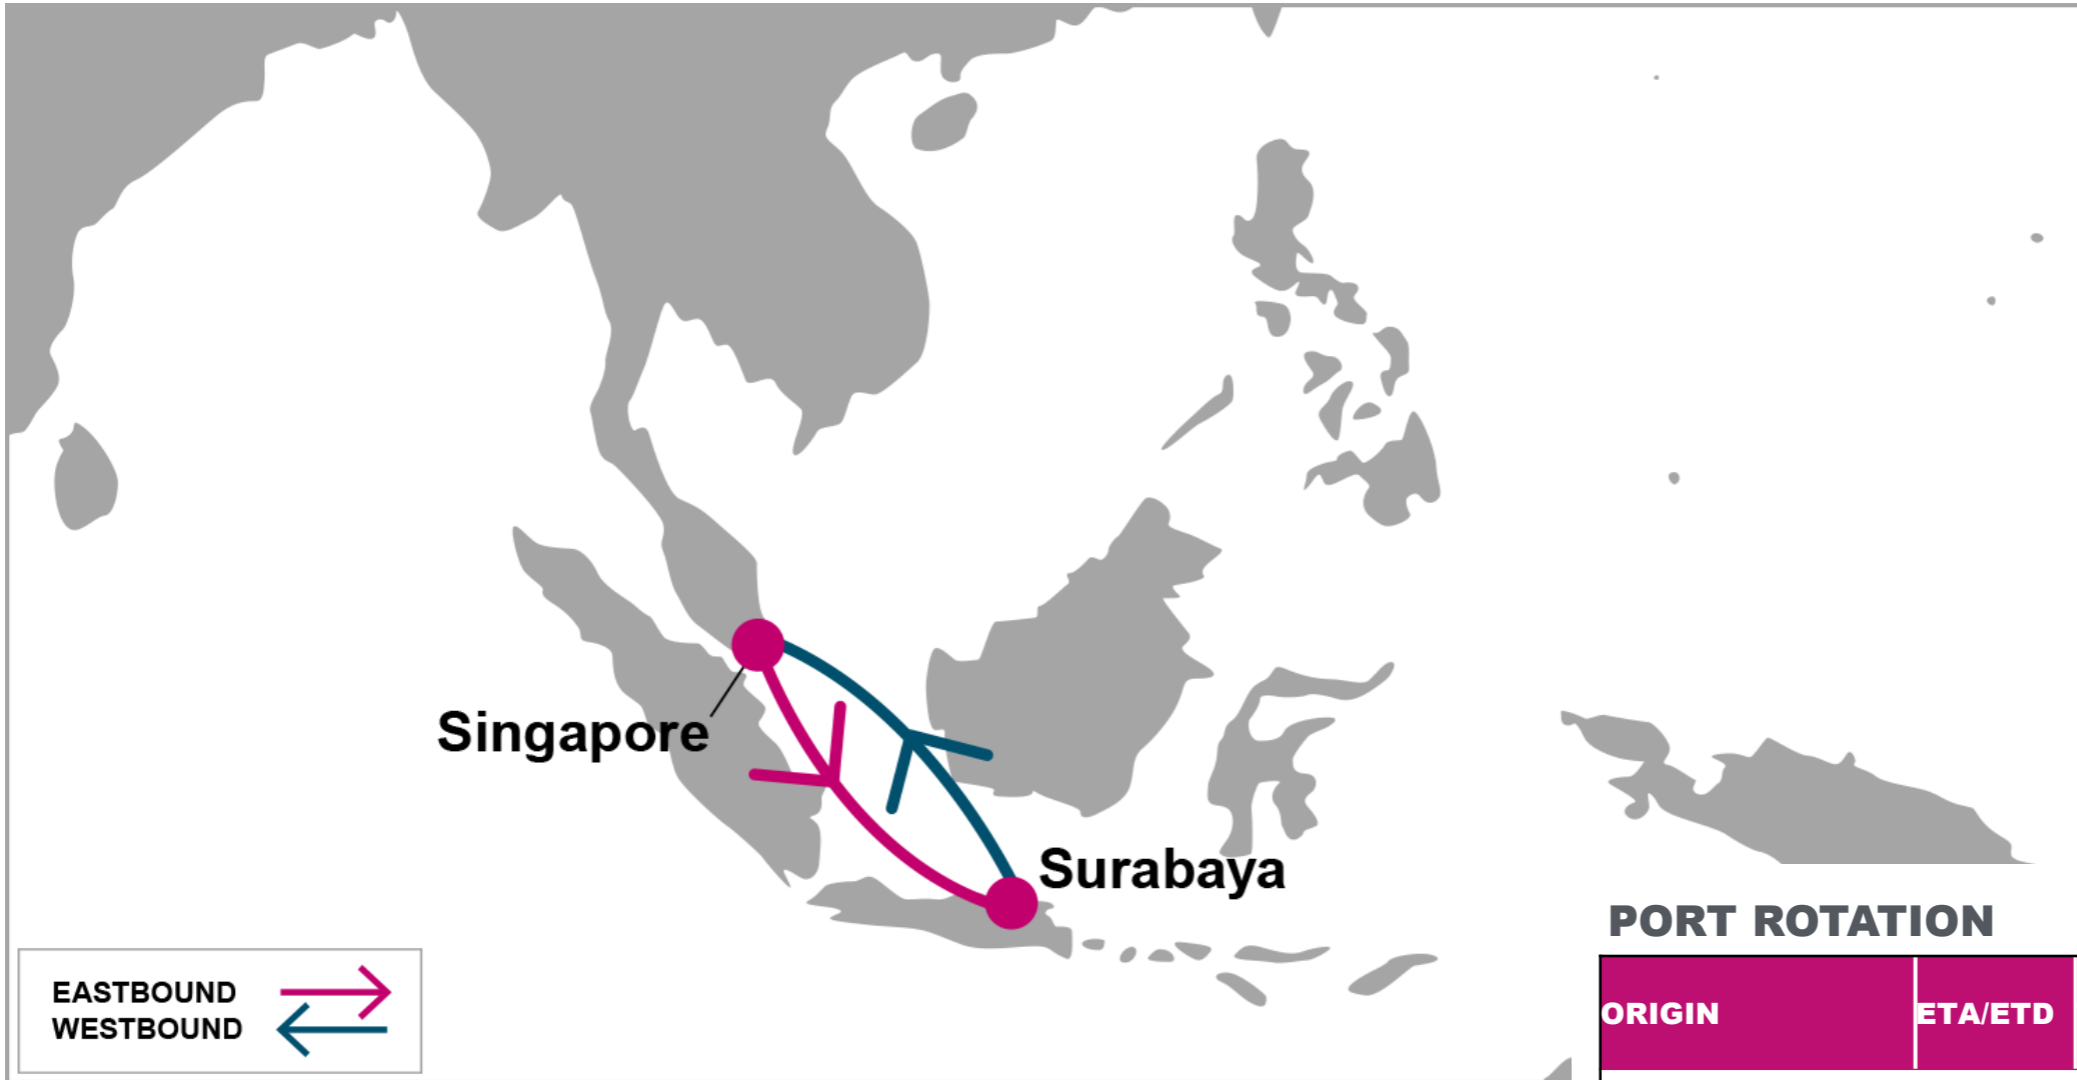 Singapore
Surabaya
EASTBOUND
WESTBOUND
PORT ROTATION
ORIGIN ETA/ETD